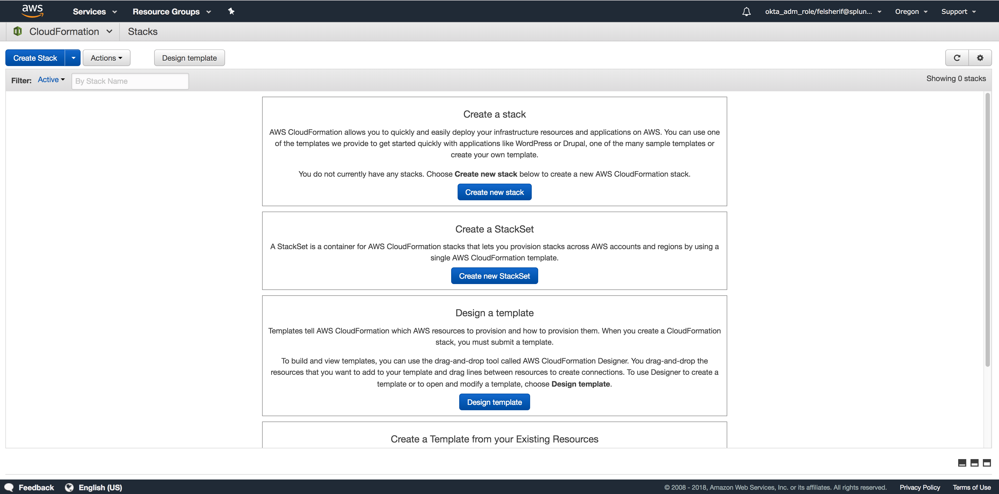 aws
Services
Resource Groups
okta_adm_role/felsherif@splun...
Oregon
Support
CloudFormation
Stacks
Create Stack
Actions
Design template
Filter:
Active
By Stack Name
Showing 0 stacks
Create a stack
AWS CloudFormation allows you to quickly and easily deploy your infrastructure resources and applications on AWS. You can use one
of the templates we provide to get started quickly with applications like WordPress or Drupal, one of the many sample templates or
create your own template.
You do not currently have any stacks. Choose Create new stack below to create a new AWS CloudFormation stack.
Create new stack
Create a StackSet
A StackSet is a container for AWS CloudFormation stacks that lets you provision stacks across AWS accounts and regions by using a
single AWS CloudFormation template.
Create new StackSet
Design a template
Templates tell AWS CloudFormation which AWS resources to provision and how to provision them. When you create a CloudFormation
stack, you must submit a template.
To build and view templates, you can use the drag-and-drop tool called AWS CloudFormation Designer. You drag-and-drop the
resources that you want to add to your template and drag lines between resources to create connections. To use Designer to create a
template or to open and modify a template, choose Design template.
Design template
Create a Template from your Existing Resources
Feedback
English (US)
© 2008 - 2018, Amazon Web Services, Inc. or its affiliates. All rights reserved.
Privacy Policy
Terms of Use